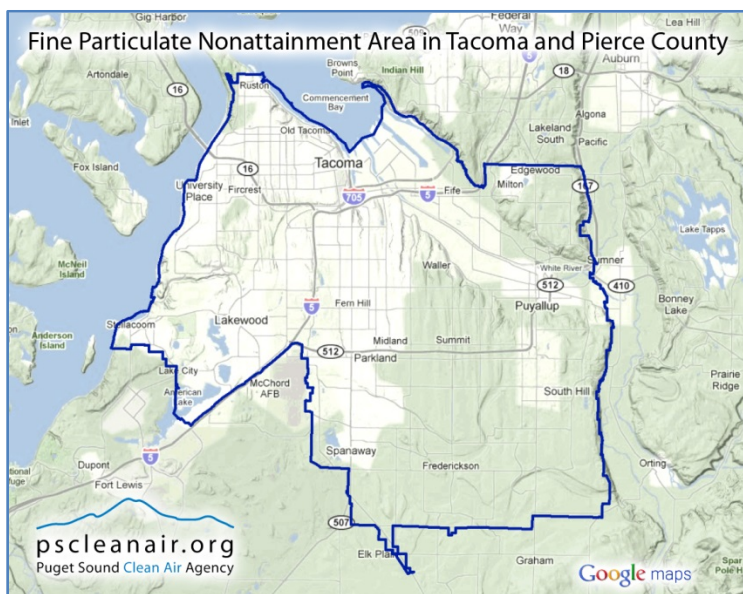 Gig Harbor
Federal
Way
Lea Hill
509
Fine Particulate Nonattainment Area in Tacoma and Pierce County
Browns
Point
Indian Hill
5
18
Auburn
Artondale
16
Ruston
Commencement
Bay
Algona
Inlet
Old Tacoma
Lakeland
South
Pacific
Fox Island
Tacoma
16
Edgewood
University
Place
Fircrest
705
5
Fife
Milton
167
McNeil
Island
Waller
Sumner
Lake Tapps
White River
512
410
Anderson
Island
Steilacoom
Lakewood
5
Fern Hill
Puyallup
Bonney
Lake
512
Midland
Summit
Parkland
Lake City
American
Lake
McChord
AFB
South Hill
Prairie
Ridge
Spanaway
Frederickson
Orting
Dupont
5
Fort Lewis
507
Elk Plain
Graham
pscleanair.org
Puget Sound Clean Air Agency
Google maps